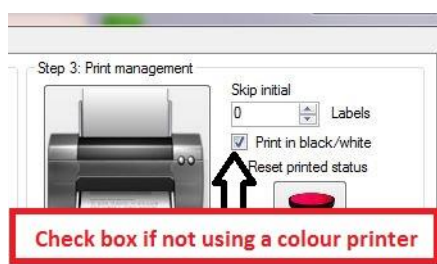 Step 3: Print management
Skip initial
0 Labels
Print in black/white
Reset printed status
Check box if not using a colour printer